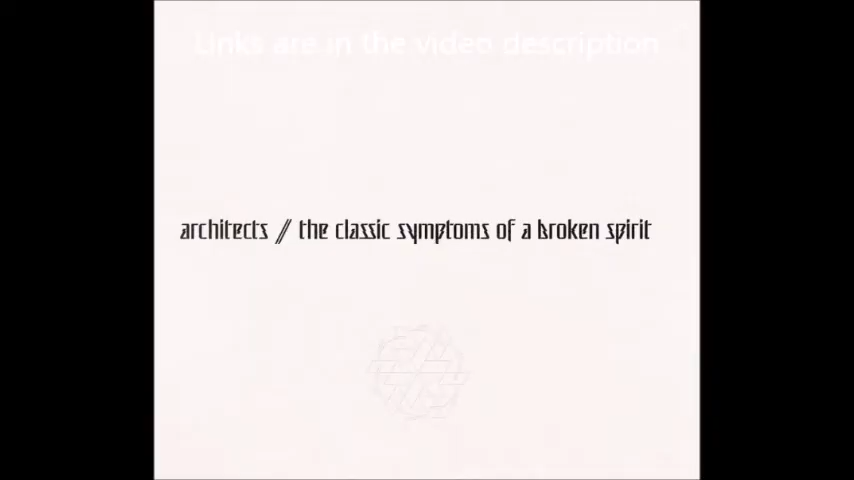 Links are in the video description
architects // the classic symptoms of a broken spirit